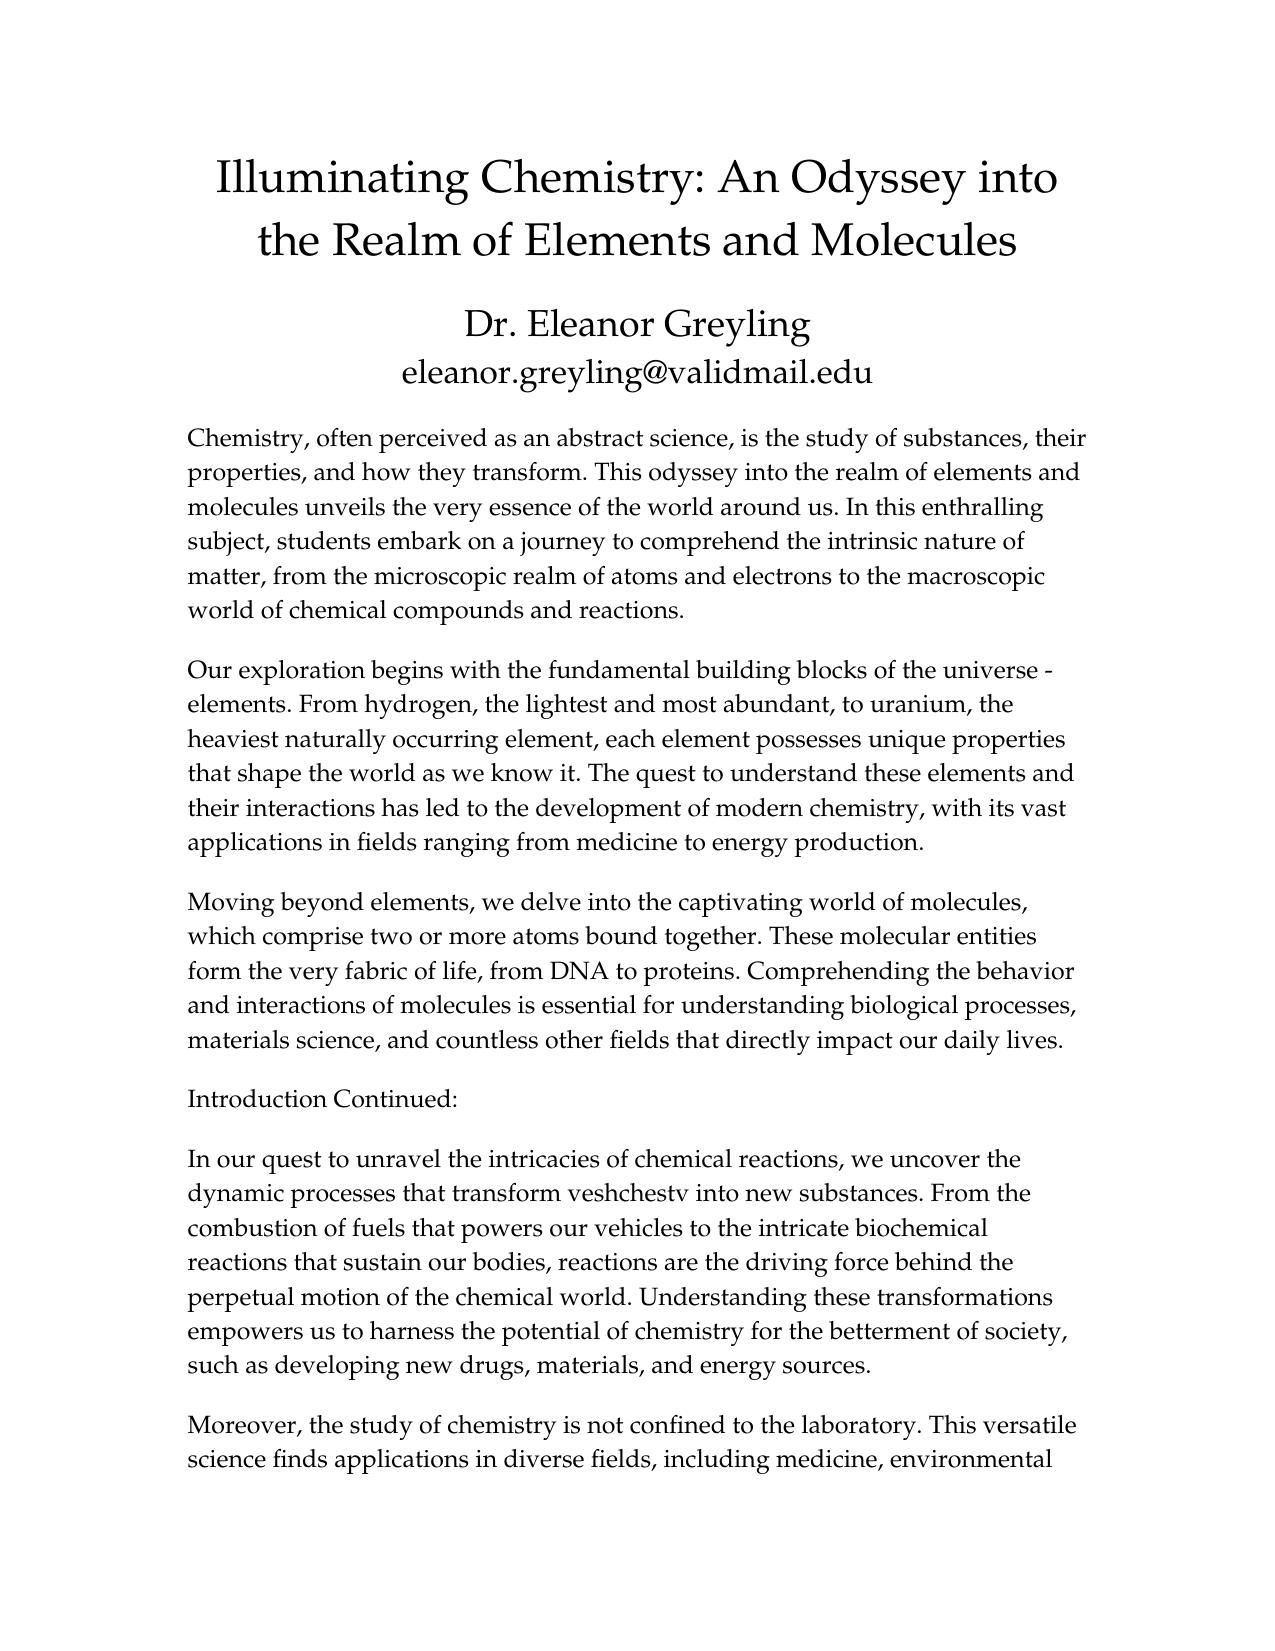 Illuminating Chemistry: An Odyssey into
the Realm of Elements and Molecules
Dr. Eleanor Greyling
eleanor.greyling@validmail.edu
Chemistry, often perceived as an abstract science, is the study of substances, their
properties, and how they transform. This odyssey into the realm of elements and
molecules unveils the very essence of the world around us. In this enthralling
subject, students embark on a journey to comprehend the intrinsic nature of
matter, from the microscopic realm of atoms and electrons to the macroscopic
world of chemical compounds and reactions.
Our exploration begins with the fundamental building blocks of the universe -
elements. From hydrogen, the lightest and most abundant, to uranium, the
heaviest naturally occurring element, each element possesses unique properties
that shape the world as we know it. The quest to understand these elements and
their interactions has led to the development of modern chemistry, with its vast
applications in fields ranging from medicine to energy production.
Moving beyond elements, we delve into the captivating world of molecules,
which comprise two or more atoms bound together. These molecular entities
form the very fabric of life, from DNA to proteins. Comprehending the behavior
and interactions of molecules is essential for understanding biological processes,
materials science, and countless other fields that directly impact our daily lives.
Introduction Continued:
In our quest to unravel the intricacies of chemical reactions, we uncover the
dynamic processes that transform veshchestv into new substances. From the
combustion of fuels that powers our vehicles to the intricate biochemical
reactions that sustain our bodies, reactions are the driving force behind the
perpetual motion of the chemical world. Understanding these transformations
empowers us to harness the potential of chemistry for the betterment of society,
such as developing new drugs, materials, and energy sources.
Moreover, the study of chemistry is not confined to the laboratory. This versatile
science finds applications in diverse fields, including medicine, environmental